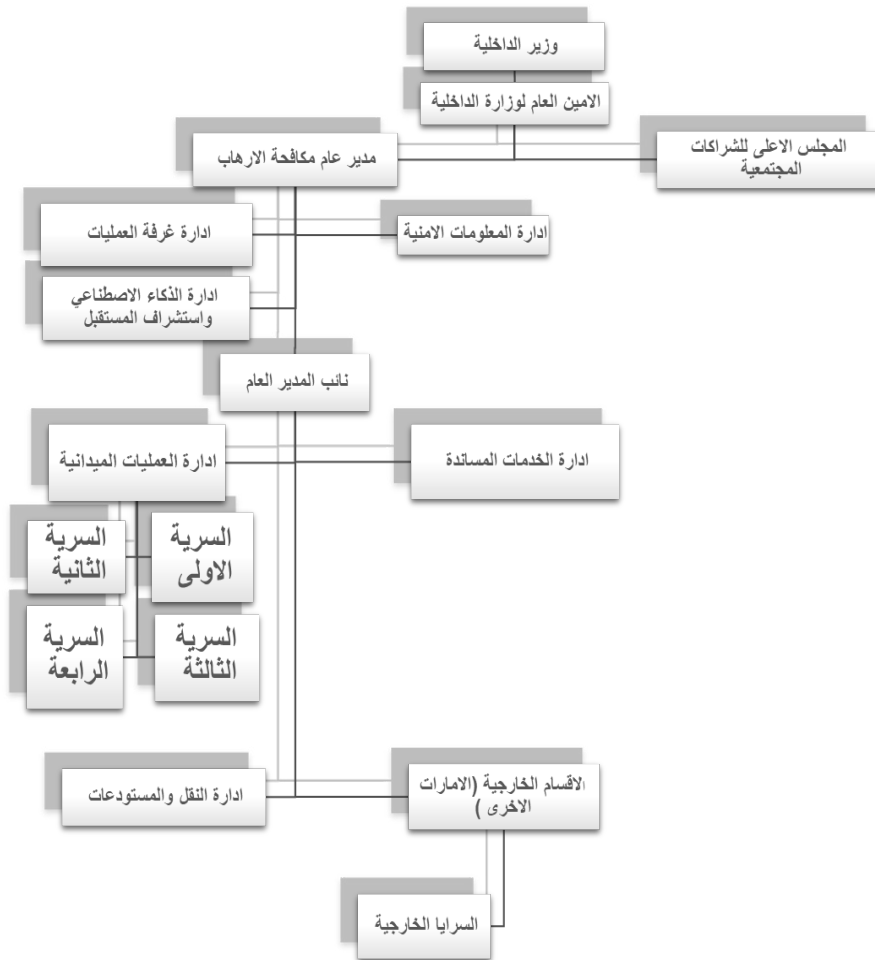 وزير الداخلية
الامين العام لوزارة الداخلية
المجلس الاعلى للشراكات
المجتمعية
مدير عام مكافحة الارهاب
ادارة المعلومات الامنية
ادارة غرفة العمليات
ادارة الذكاء الاصطناعي
واستشراف المستقبل
نائب المدير العام
ادارة الخدمات المساندة
ادارة العمليات الميدانية
السرية
الاولى
السرية
الثانية
السرية
الثالثة
السرية
الرابعة
الاقسام الخارجية (الامارات
الاخرى )
ادارة النقل والمستودعات
السرايا الخارجية